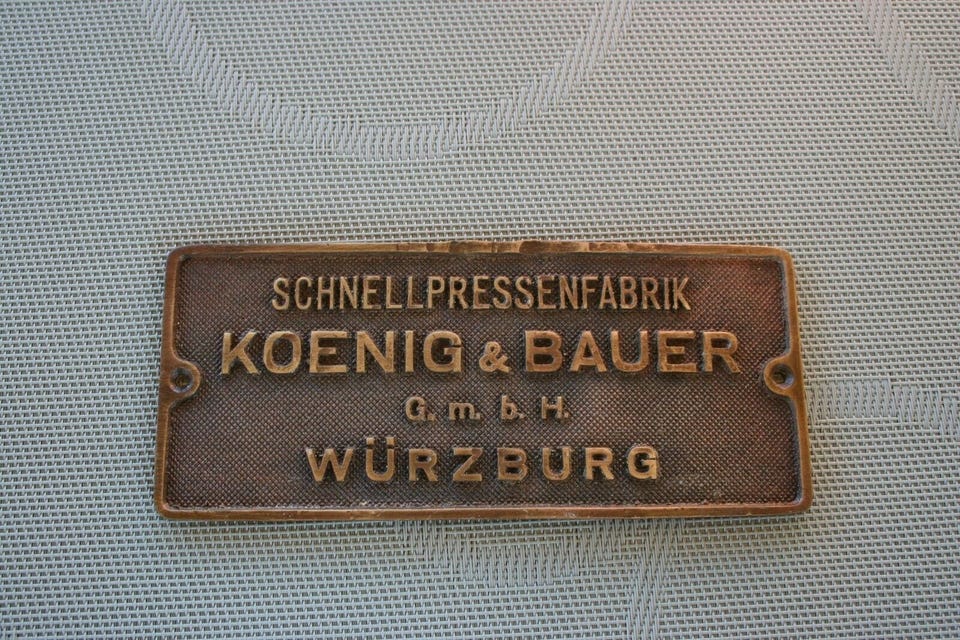 SCHNELLPRESSENFABRIK
KOENIG & BAUER
G. m. b. H.
WÜRZBURG